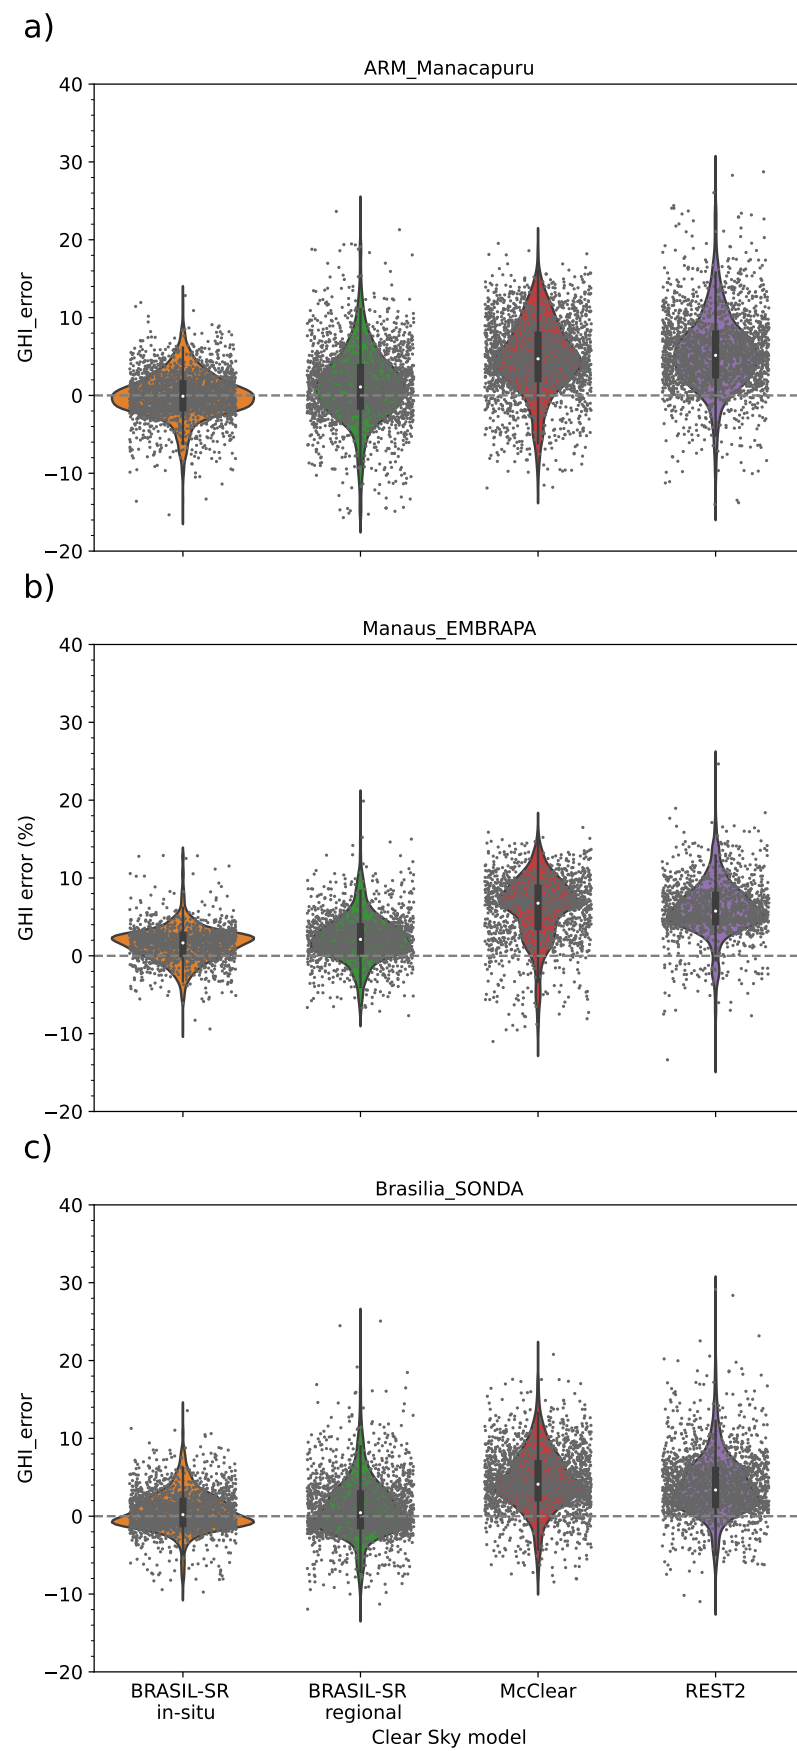 a)
ARM_Manacapuru
GHI_error
40
30
20
10
0
−10
−20
b)
Manaus_EMBRAPA
GHI error (%)
40
30
20
10
0
−10
−20
c)
Brasilia_SONDA
GHI_error
40
30
20
10
0
−10
−20
BRASIL-SR in-situ
BRASIL-SR regional
McClear
REST2
Clear Sky model